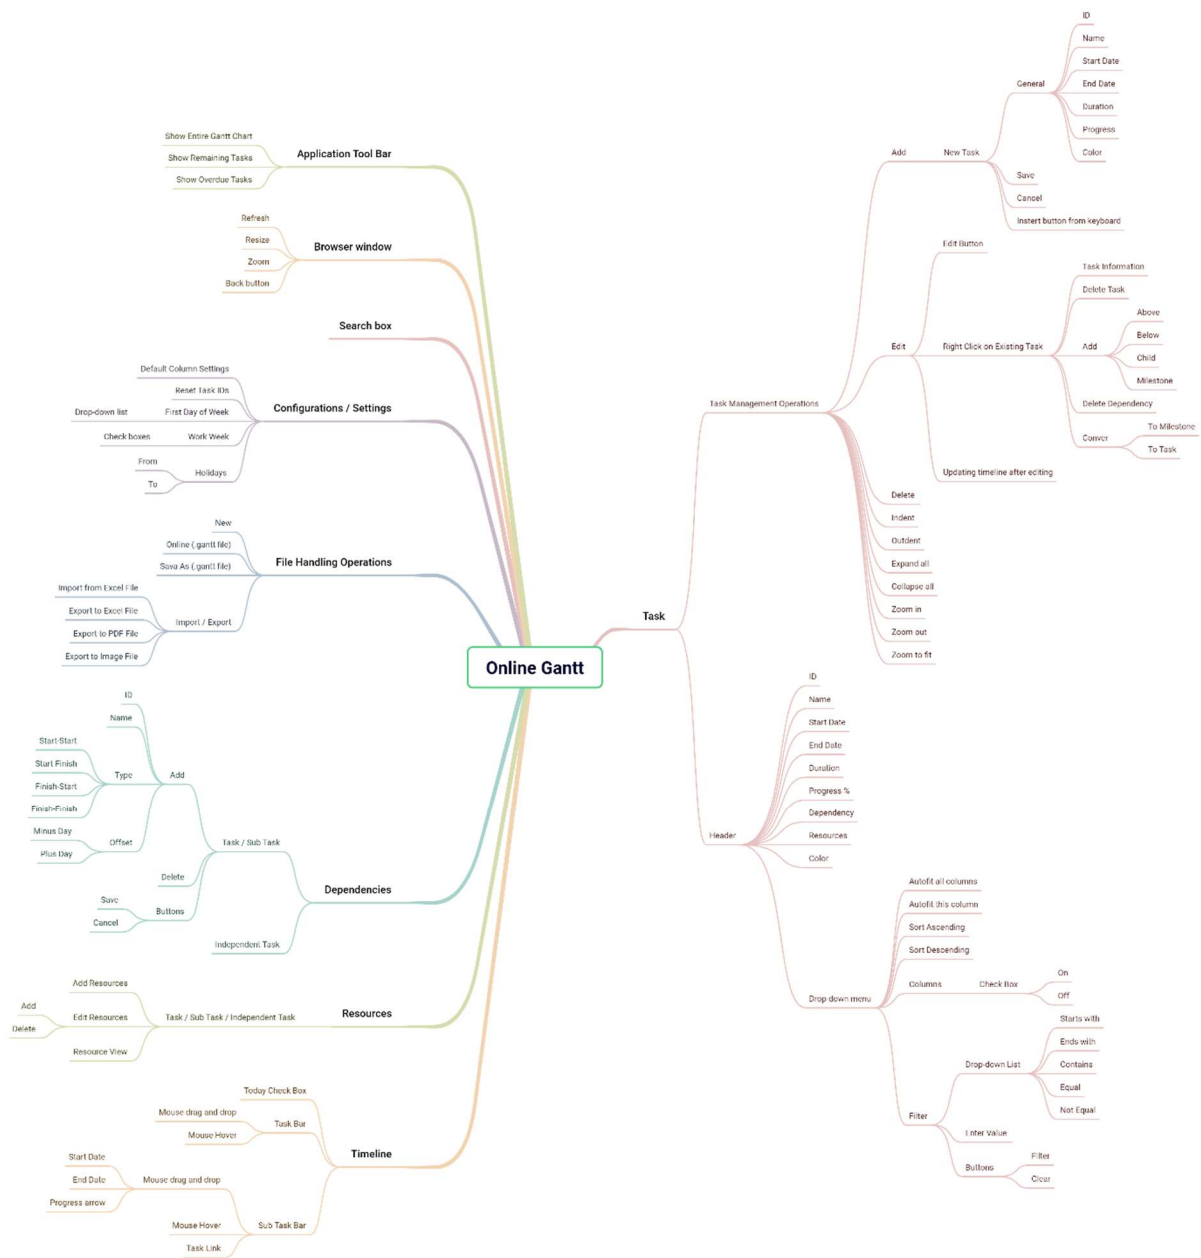 Online Gantt
Application Tool Bar
Show Entire Gantt Chart
Show Remaining Tasks
Show Overdue Tasks
Browser window
Refresh
Resize
Zoom
Back button
Search box
Configurations / Settings
Default Column Settings
Reset Task IDs
First Day of Week
Drop-down list
Work Week
Check boxes
Holidays
From
To
File Handling Operations
New
Online (.gantt file)
Sava As (.gantt file)
Import / Export
Import from Excel File
Export to Excel File
Export to PDF File
Export to Image File
Dependencies
Task / Sub Task
Add
ID
Name
Type
Start-Start
Start Finish
Finish-Start
Finish-Finish
Offset
Minus Day
Plus Day
Delete
Buttons
Save
Cancel
Independent Task
Resources
Task / Sub Task / Independent Task
Add Resources
Edit Resources
Add
Delete
Resource View
Timeline
Today Check Box
Task Bar
Mouse drag and drop
Mouse Hover
Sub Task Bar
Mouse drag and drop
Start Date
End Date
Progress arrow
Mouse Hover
Task Link
Task
Task Management Operations
Add
New Task
General
ID
Name
Start Date
End Date
Duration
Progress
Color
Save
Cancel
Instert button from keyboard
Edit
Edit Button
Right Click on Existing Task
Task Information
Delete Task
Add
Above
Below
Child
Milestone
Delete Dependency
Conver
To Milestone
To Task
Updating timeline after editing
Delete
Indent
Outdent
Expand all
Collapse all
Zoom in
Zoom out
Zoom to fit
Header
ID
Name
Start Date
End Date
Duration
Progress %
Dependency
Resources
Color
Drop down menu
Autofit all columns
Autofit this column
Sort Ascending
Sort Descending
Columns
Check Box
On
Off
Filter
Drop-down List
Starts with
Ends with
Contains
Equal
Not Equal
Enter Value
Buttons
Filter
Clear